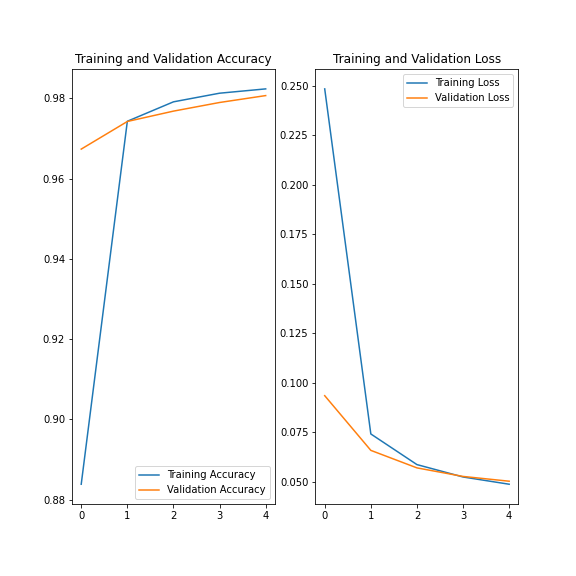 Training and Validation Accuracy
0.98
0.96
0.94
0.92
0.90
0.88
0 1 2 3 4
Training Accuracy
Validation Accuracy
Training and Validation Loss
0.250
0.225
0.200
0.175
0.150
0.125
0.100
0.075
0.050
0 1 2 3 4
Training Loss
Validation Loss